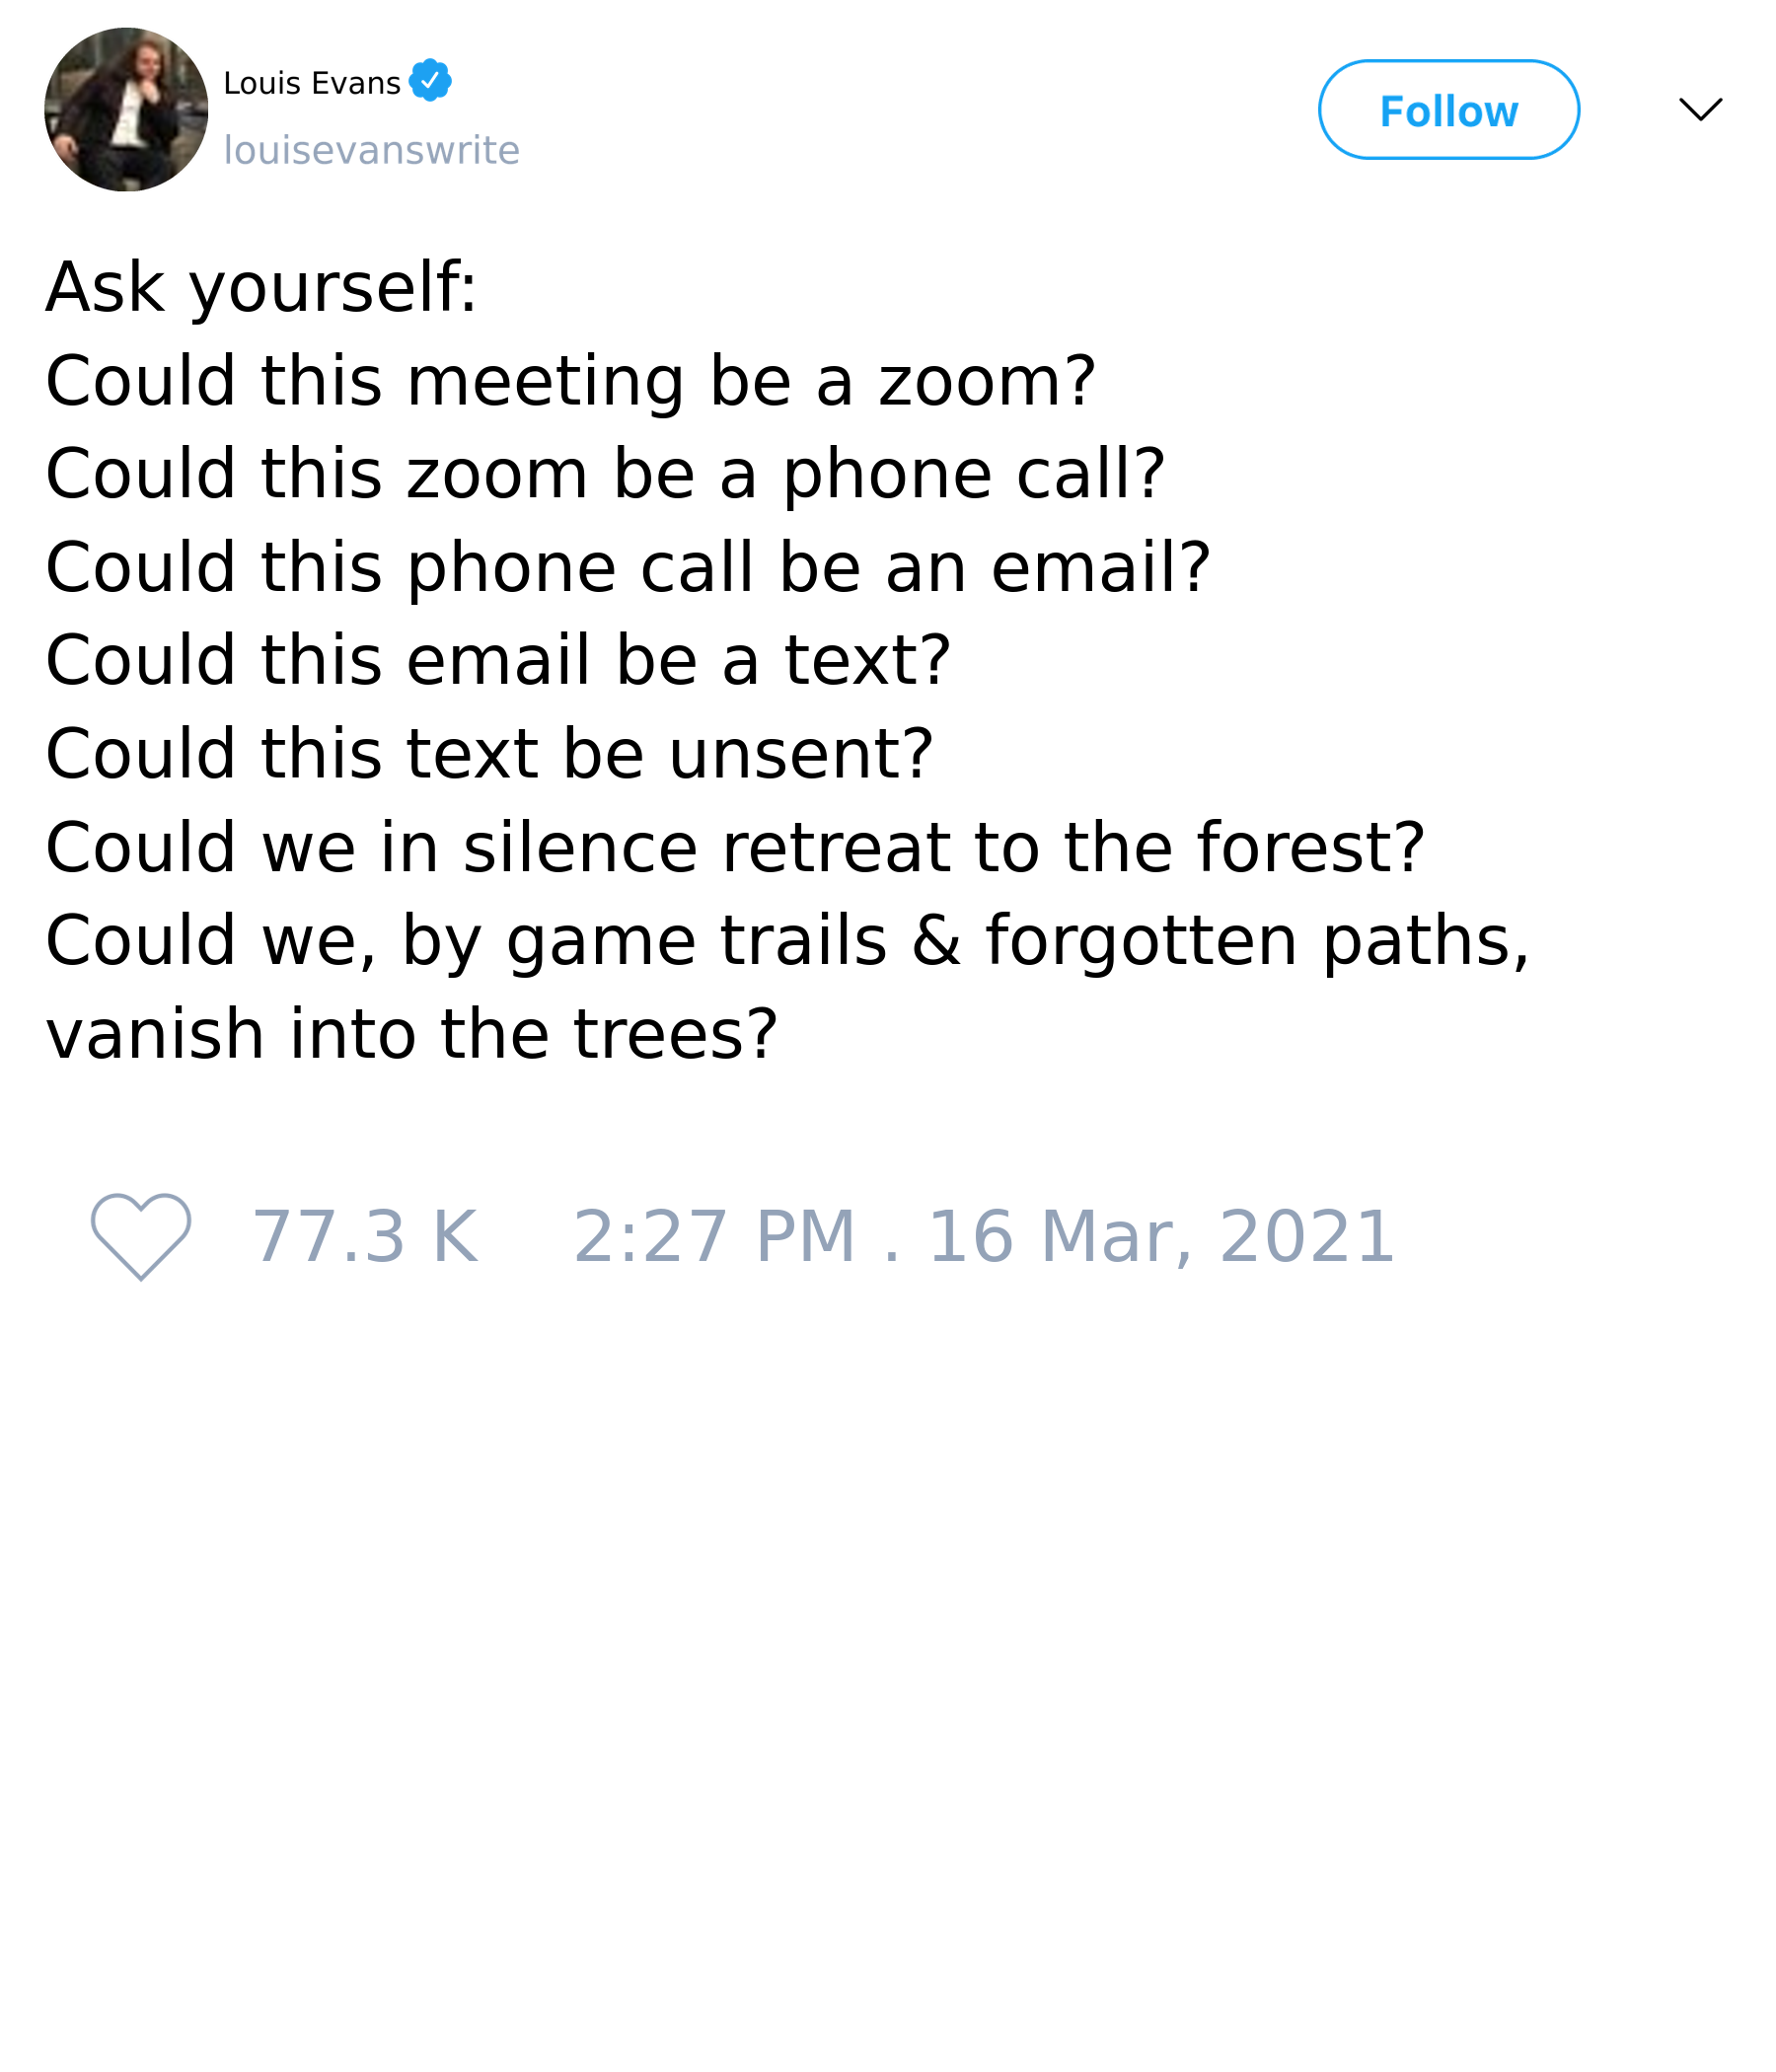 Louis Evans
louisevanswrite
Follow
Ask yourself:
Could this meeting be a zoom?
Could this zoom be a phone call?
Could this phone call be an email?
Could this email be a text?
Could this text be unsent?
Could we in silence retreat to the forest?
Could we, by game trails & forgotten paths,
vanish into the trees?
77.3 K 2:27 PM . 16 Mar, 2021